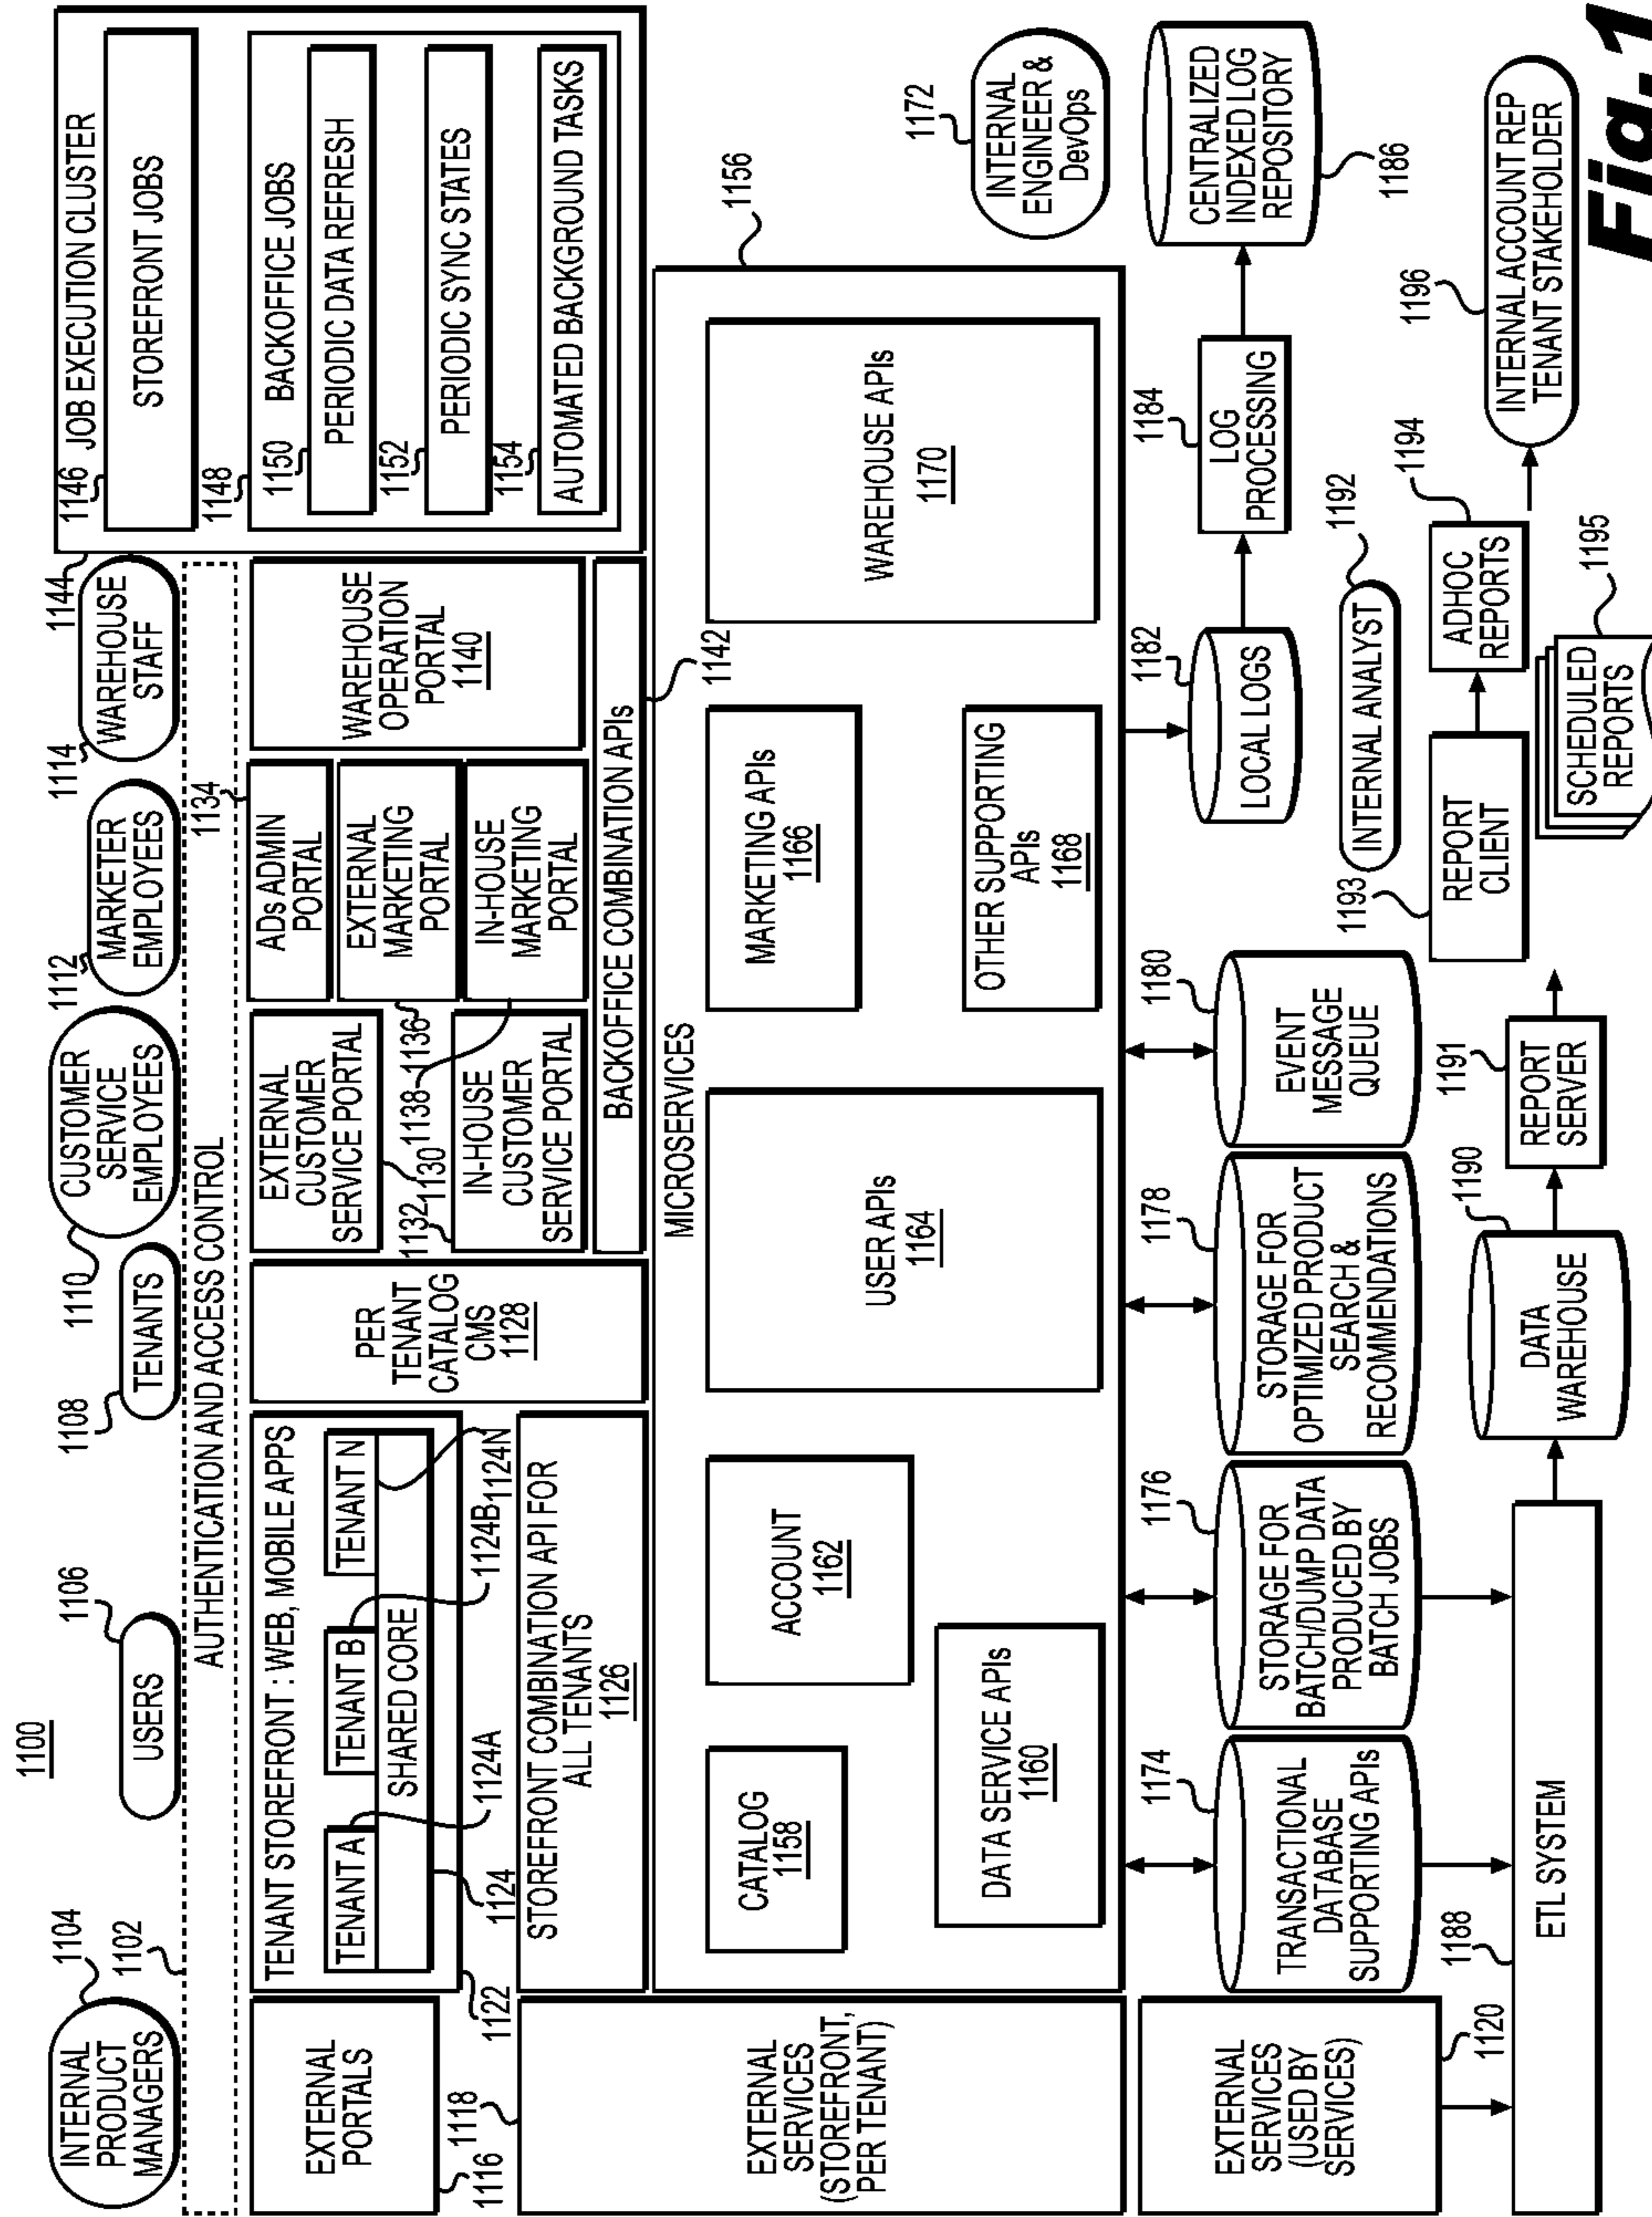 1100
INTERNAL
PRODUCT
MANAGERS
1104
1102
USERS
1106
TENANTS
1108
CUSTOMER
SERVICE
EMPLOYEES
1110
MARKETER
EMPLOYEES
1112
WAREHOUSE
STAFF
1114
AUTHENTICATION AND ACCESS CONTROL
EXTERNAL
PORTALS
1116
TENANT STOREFRONT : WEB, MOBILE APPS
TENANT A
TENANT B
TENANT N
SHARED CORE
1122
1124
1124A
1124B
1124N
STOREFRONT COMBINATION API FOR
ALL TENANTS
1126
PER
TENANT
CATALOG
CMS
1128
EXTERNAL
CUSTOMER
SERVICE PORTAL
1130
1132
IN-HOUSE
CUSTOMER
SERVICE PORTAL
1134
ADs ADMIN
PORTAL
EXTERNAL
MARKETING
PORTAL
1136
IN-HOUSE
MARKETING
PORTAL
1138
WAREHOUSE
OPERATION
PORTAL
1140
BACKOFFICE COMBINATION APIs
1142
1144
JOB EXECUTION CLUSTER
1146
STOREFRONT JOBS
1148
BACKOFFICE JOBS
1150
PERIODIC DATA REFRESH
1152
PERIODIC SYNC STATES
1154
AUTOMATED BACKGROUND TASKS
1118
EXTERNAL
SERVICES
(STOREFRONT,
PER TENANT)
MICROSERVICES
1156
CATALOG
1158
ACCOUNT
1162
DATA SERVICE APIs
1160
USER APIs
1164
MARKETING APIs
1166
OTHER SUPPORTING
APIs
1168
WAREHOUSE APIs
1170
1172
INTERNAL
ENGINEER &
DevOps
EXTERNAL
SERVICES
(USED BY
SERVICES)
1120
1174
TRANSACTIONAL
DATABASE
SUPPORTING APIs
1176
STORAGE FOR
BATCH/DUMP DATA
PRODUCED BY
BATCH JOBS
1178
STORAGE FOR
OPTIMIZED PRODUCT
SEARCH &
RECOMMENDATIONS
1180
EVENT
MESSAGE
QUEUE
1182
LOCAL LOGS
1184
LOG
PROCESSING
CENTRALIZED
INDEXED LOG
REPOSITORY
1186
1188
ETL SYSTEM
1190
DATA
WAREHOUSE
1191
REPORT
SERVER
INTERNAL ANALYST
1192
1193
REPORT
CLIENT
1194
ADHOC
REPORTS
SCHEDULED
REPORTS
1195
1196
INTERNAL ACCOUNT REP
TENANT STAKEHOLDER
Fig.1